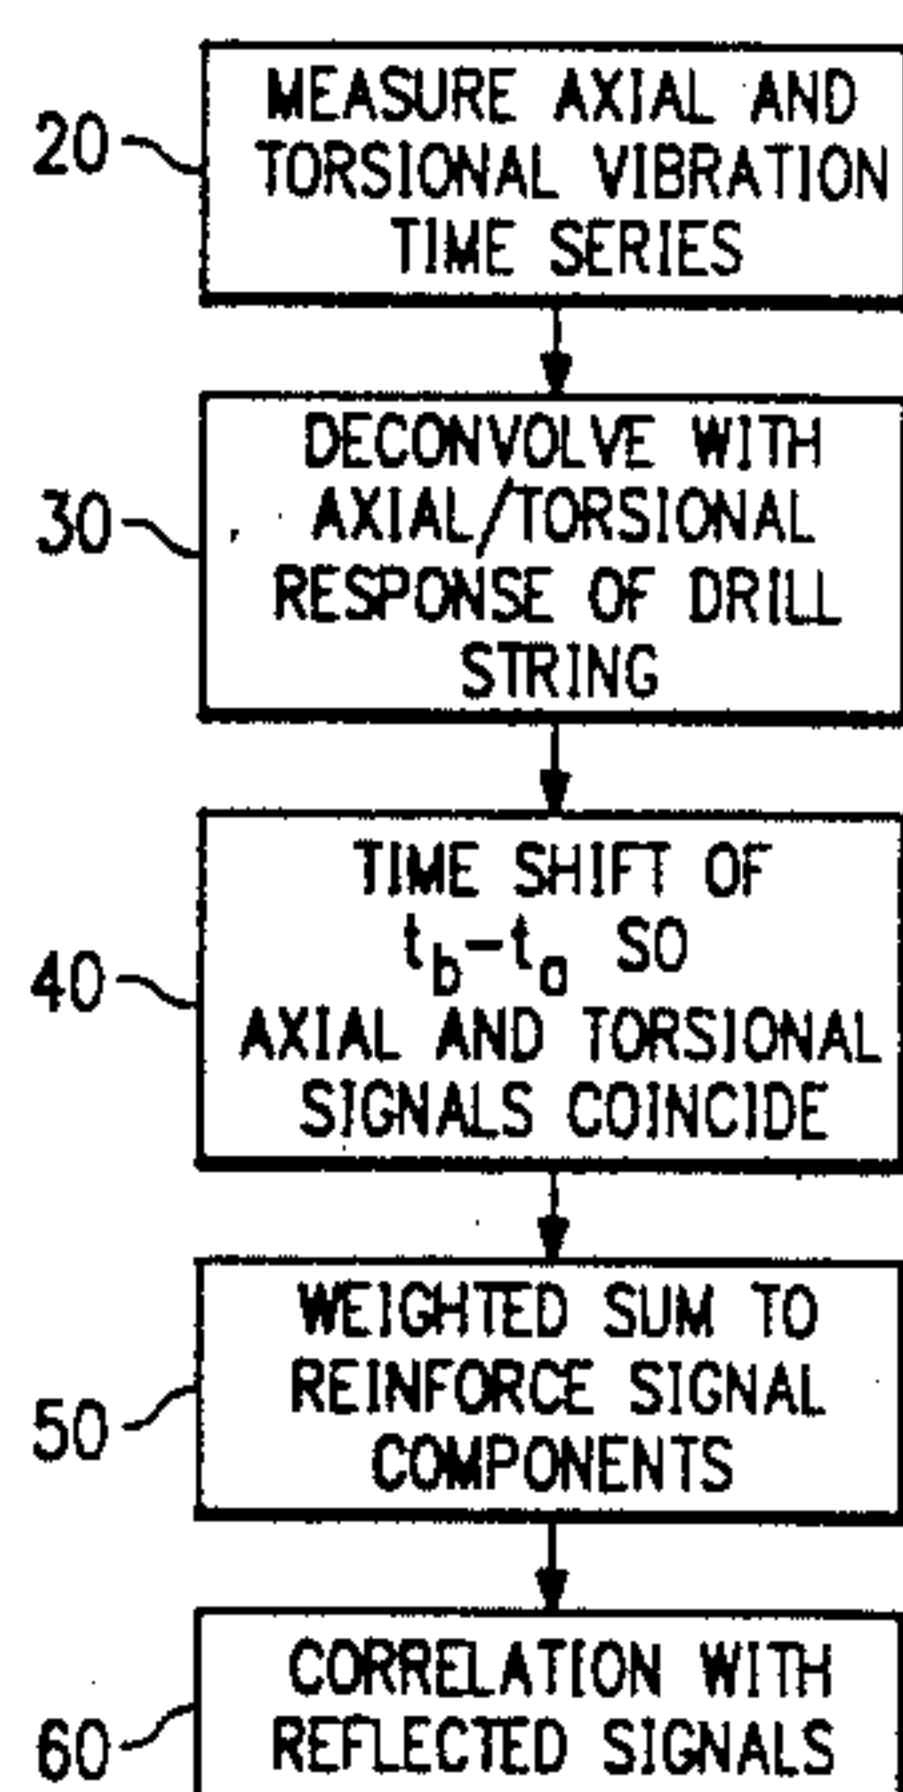 20
MEASURE AXIAL AND
TORSIONAL VIBRATION
TIME SERIES
30
DECONVOLVE WITH
AXIAL/TORSIONAL
RESPONSE OF DRILL
STRING
40
TIME SHIFT OF
t_b-t_a SO
AXIAL AND TORSIONAL
SIGNALS COINCIDE
50
WEIGHTED SUM TO
REINFORCE SIGNAL
COMPONENTS
60
CORRELATION WITH
REFLECTED SIGNALS